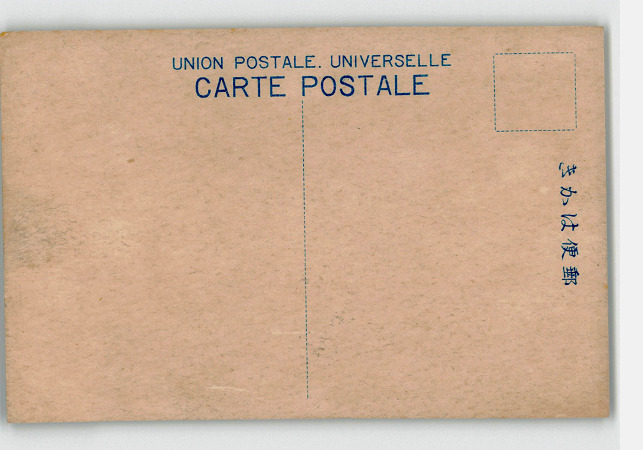 UNION POSTALE. UNIVERSELLE
CARTE POSTALE
きかは便郵